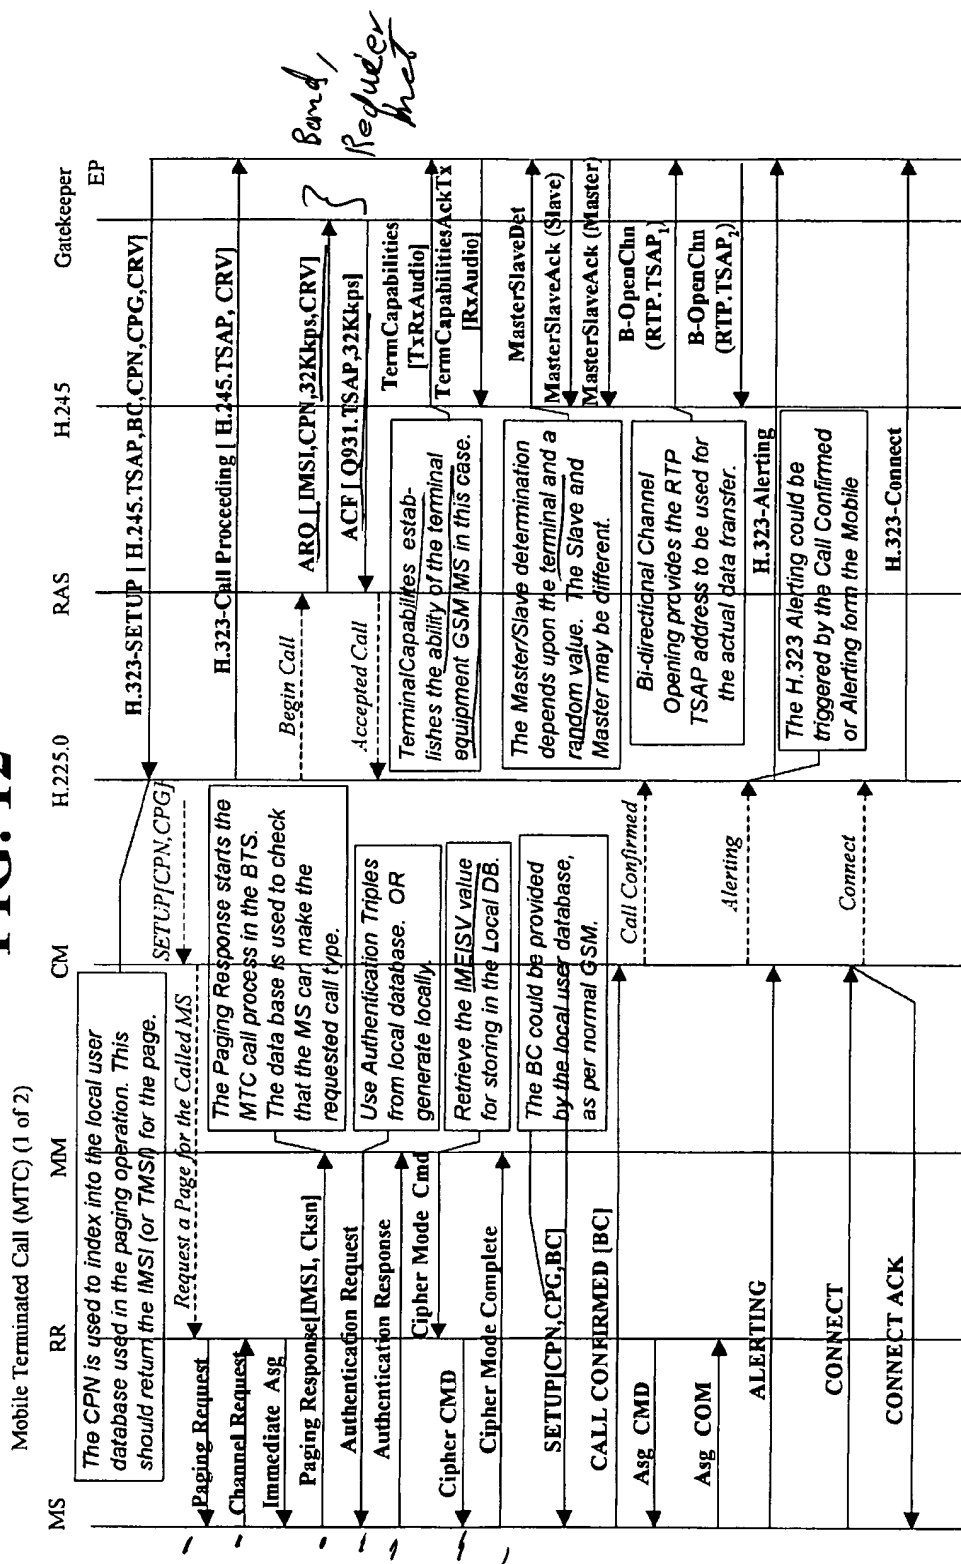 FIG. 12
Mobile Terminated Call (MTC) (1 of 2)
MS
RR
MM
CM
H.225.0
RAS
H.245
Gatekeeper
EP
The CPN is used to index into the local user
database used in the paging operation. This
should return the IMSI (or TMSI) for the page.
H.323-SETUP [ H.245.TSAP,BC,CPN,CPG,CRV]
SETUP[CPN,CPG]
Request a Page for the Called MS
Paging Request
H.323-Call Proceeding [ H.245.TSAP, CRV]
Channel Request
Immediate Asg
The Paging Response starts the
MTC call process in the BTS.
The data base is used to check
that the MS can make the
requested call type.
Begin Call
ARQ [ IMSI,CPN,32Kkps,CRV]
Band,
Paging Response[IMSI, Cksn]
Accepted Call
ACF [ Q931.TSAP,32Kkps]
Authentication Request
Use Authentication Triples
from local database. OR
generate locally.
Authentication Response
TerminalCapabilites estab-
lishes the ability of the terminal
equipment GSM MS in this case.
TermCapabilities
[TxRxAudio]
TermCapabilitiesAckTx
[RxAudio]
Cipher Mode Cmd
Cipher CMD
Retrieve the IMEISV value
for storing in the Local DB.
Cipher Mode Complete
The Master/Slave determination
depends upon the terminal and a
random value. The Slave and
Master may be different.
MasterSlaveDet
MasterSlaveAck (Slave)
MasterSlaveAck (Master)
The BC could be provided
by the local user database,
as per normal GSM.
SETUP[CPN,CPG,BC]
CALL CONFIRMED [BC]
Call Confirmed
Bi-directional Channel
Opening provides the RTP
TSAP address to be used for
the actual data transfer.
B-OpenChn
(RTP.TSAP1)
B-OpenChn
(RTP.TSAP2)
Asg CMD
Asg COM
Alerting
ALERTING
H.323-Alerting
The H.323 Alerting could be
triggered by the Call Confirmed
or Alerting form the Mobile
Connect
CONNECT
H.323-Connect
CONNECT ACK